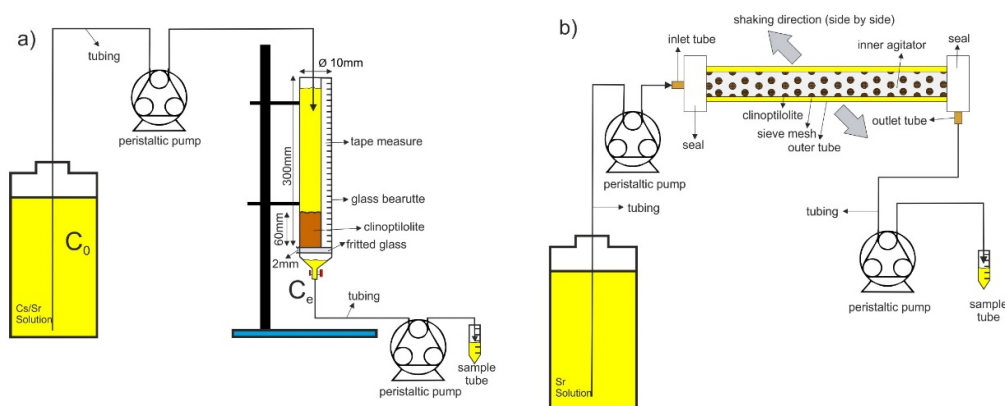 a)
tubing
peristaltic pump
C0
Cs/Sr
Solution
Ø 10mm
300mm
60mm
2mm
tape measure
glass bearutte
clinoptilolite
fritted glass
Ce
tubing
peristaltic pump
sample
tube
b)
shaking direction (side by side)
inlet tube
inner agitator
seal
clinoptilolite
sieve mesh
outer tube
outlet tube
seal
peristaltic pump
tubing
tubing
peristaltic pump
sample
tube
Sr
Solution